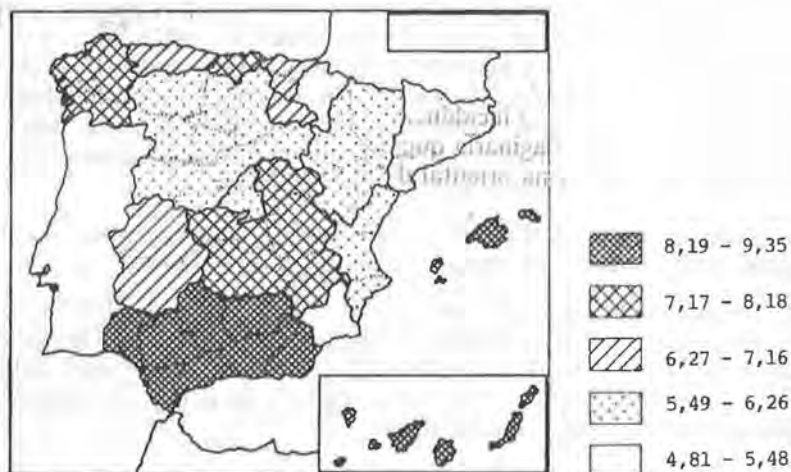 8,19 - 9,35
7,17 - 8,18
6,27 - 7,16
5,49 - 6,26
4,81 - 5,48